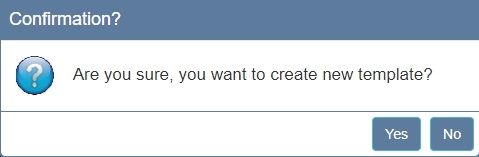 Confirmation?
Are you sure, you want to create new template?
Yes No